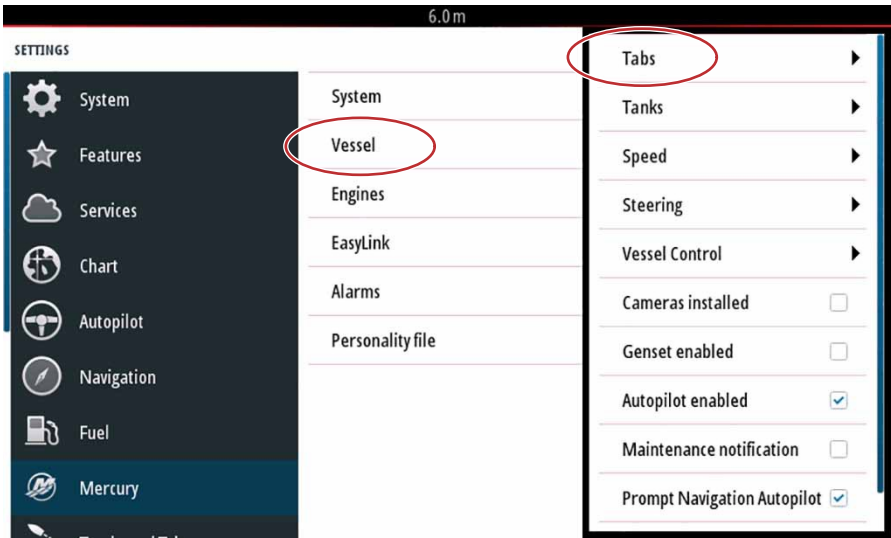 6.0 m
SETTINGS
System
Features
Services
Chart
Autopilot
Navigation
Fuel
Mercury
System
Vessel
Engines
EasyLink
Alarms
Personality file
Tabs
Tanks
Speed
Steering
Vessel Control
Cameras installed
Genset enabled
Autopilot enabled
Maintenance notification
Prompt Navigation Autopilot